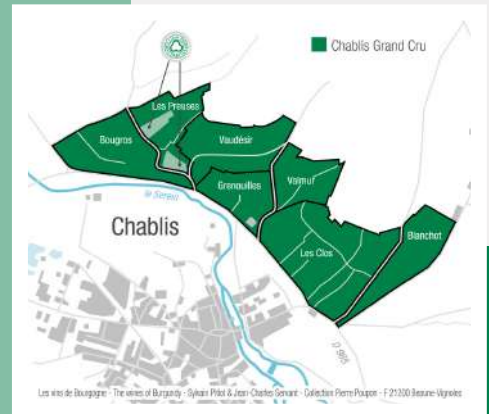 Chablis Grand Cru
Les Preuses
Bougros
Vaudésir
Grenouilles
Valmur
le Serein
Chablis
Les Clos
Blanchot
D 965
Les vins de Bourgogne - The wines of Burgundy - Sylvain Pitiot & Jean-Charles Servant - Collection Pierre Poupon - F 21200 Beaune-Vignoles